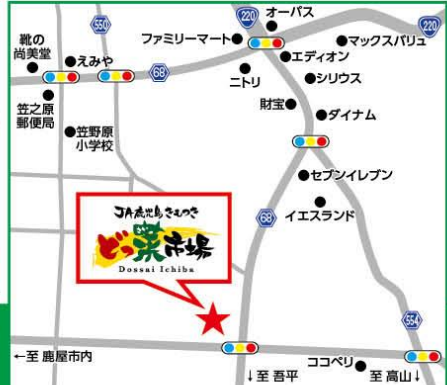 550
220
オーパス
靴の
尚美堂
えみや
ファミリーマート
マックスバリュ
エディオン
68
ニトリ
シリウス
220
笠之原
郵便局
財宝
ダイナム
笠野原
小学校
セブンイレブン
68
イエスランド
JA鹿児島きもつき
どっ菜市場
Dossai Ichiba
554
←至 鹿屋市内
↓至 吾平
ココペリ
至 高山↓